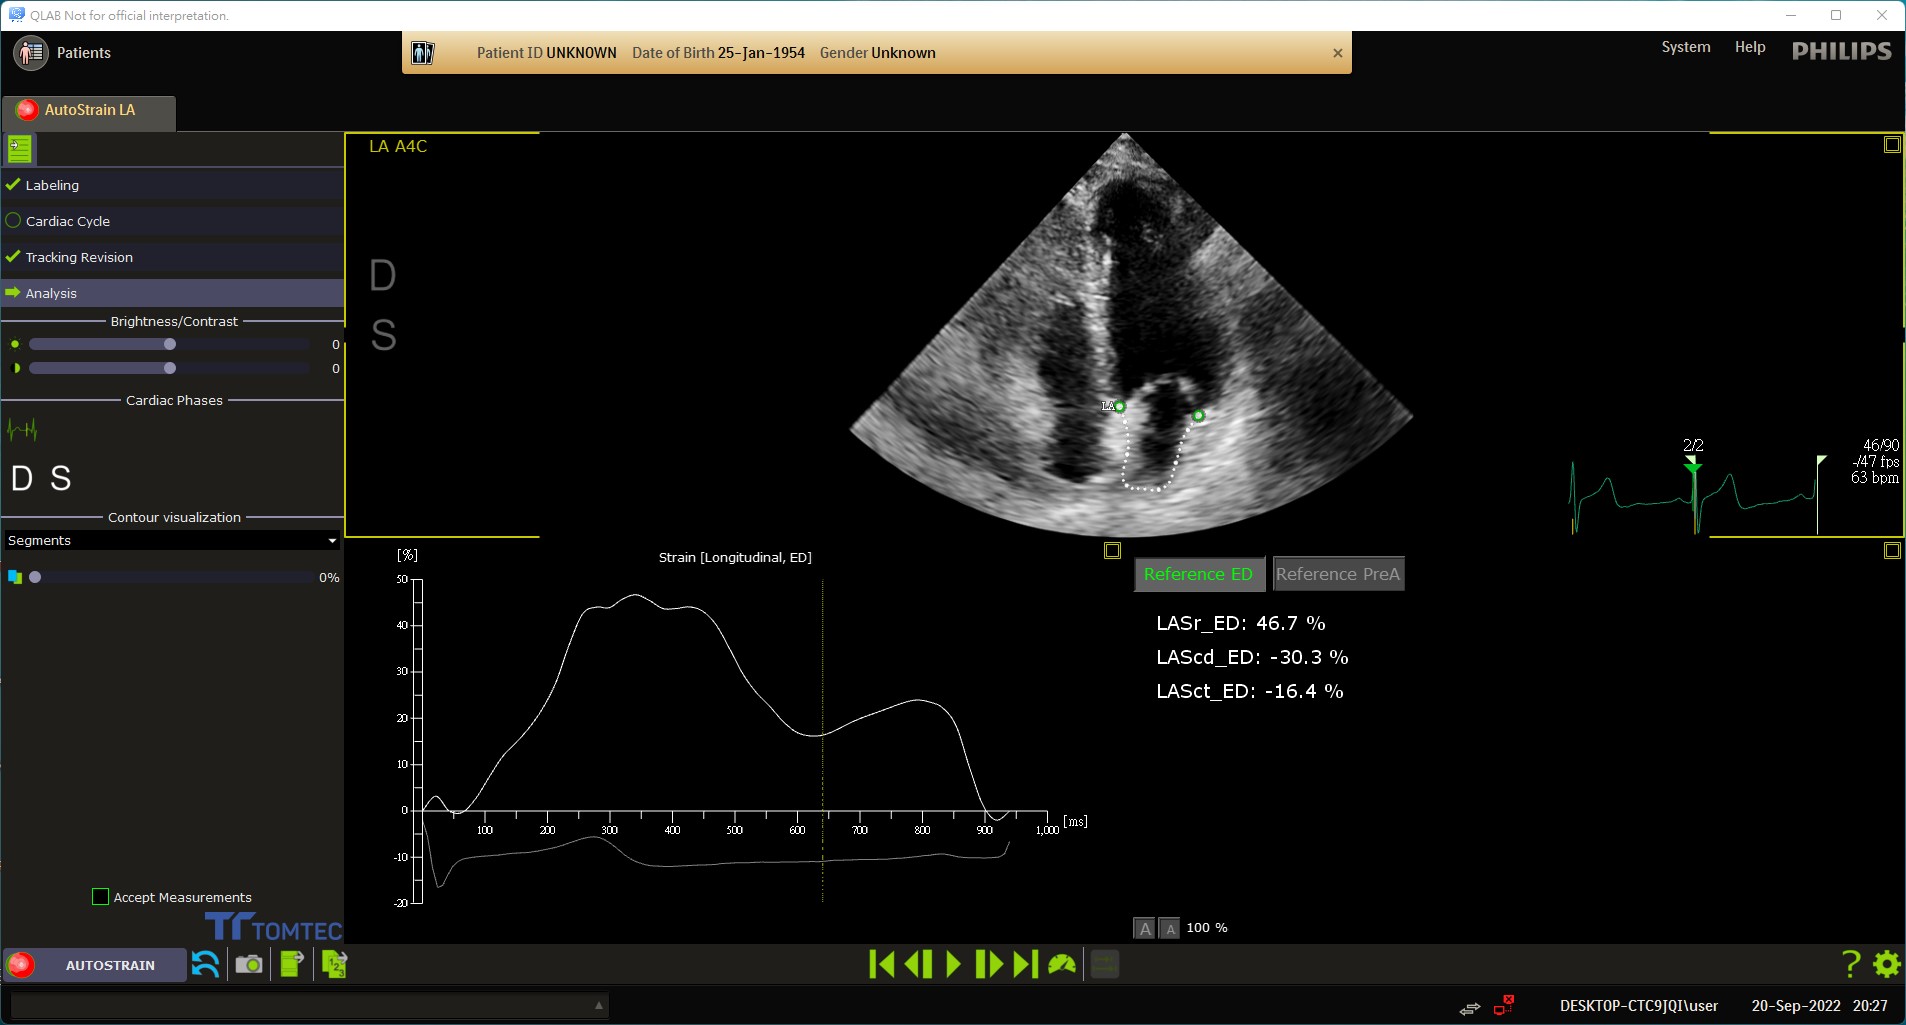 QLAB Not for official interpretation.
Patients
Patient ID UNKNOWN Date of Birth 25-Jan-1954 Gender Unknown
System Help PHILIPS
AutoStrain LA
Labeling
Cardiac Cycle
Tracking Revision
Analysis
Brightness/Contrast
0
0
Cardiac Phases
D S
Contour visualization
Segments
0%
Accept Measurements
TOMTEC
LA A4C
D
S
LA
2/2
46/90
-/47 fps
63 bpm
[%]
Strain [Longitudinal, ED]
50
40
30
20
10
0
-10
-20
100 200 300 400 500 600 700 800 900 1,000 [ms]
Reference ED Reference PreA
LASr_ED: 46.7 %
LAScd_ED: -30.3 %
LASct_ED: -16.4 %
A A 100 %
AUTOSTRAIN
1 2 3
?
DESKTOP-CTC9JQI\user 20-Sep-2022 20:27